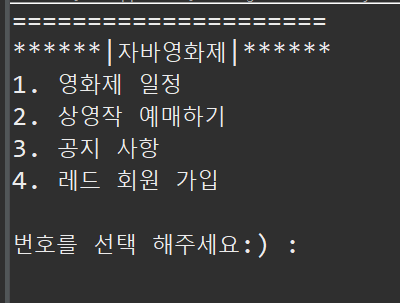 =====================
******|자바영화제|******
1. 영화제 일정
2. 상영작 예매하기
3. 공지 사항
4. 레드 회원 가입
번호를 선택 해주세요:) :